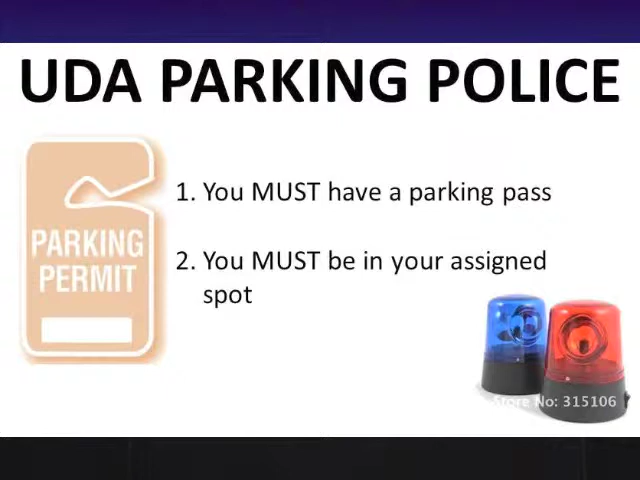 UDA PARKING POLICE
1. You MUST have a parking pass
2. You MUST be in your assigned
spot
PARKING
PERMIT
Store No: 315106